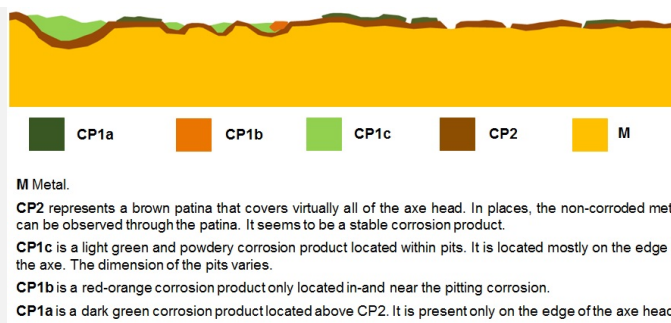 CP1a CP1b CP1c CP2 M
M Metal.
CP2 represents a brown patina that covers virtually all of the axe head. In places, the non-corroded met
can be observed through the patina. It seems to be a stable corrosion product.
CP1c is a light green and powdery corrosion product located within pits. It is located mostly on the edge
the axe. The dimension of the pits varies.
CP1b is a red-orange corrosion product only located in-and near the pitting corrosion.
CP1a is a dark green corrosion product located above CP2. It is present only on the edge of the axe head